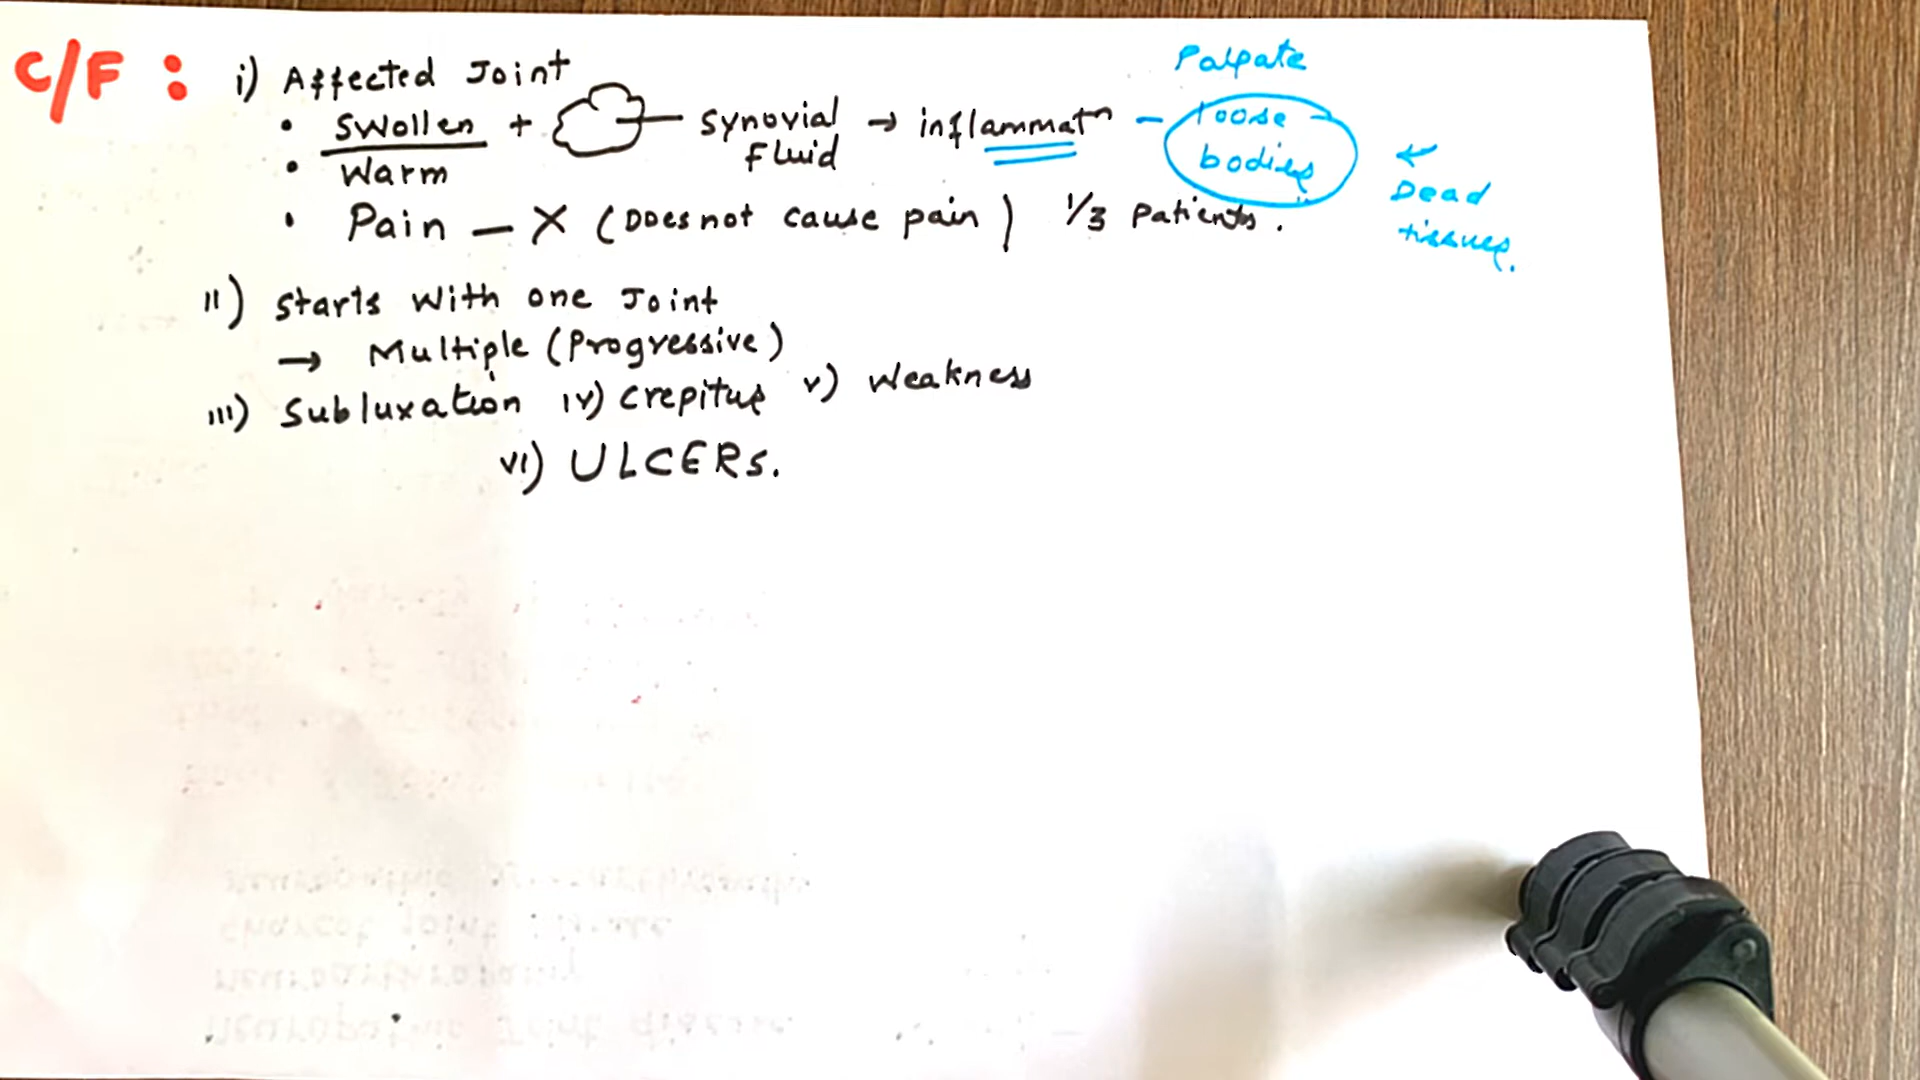 C/F :
i) Affected Joint
• Swollen + synovial fluid → inflammatn – loose bodies
Palpate
← Dead tissues.
• Warm
• Pain – X (Does not cause pain) 1/3 patients.
ii) starts with one Joint
→ Multiple (Progressive)
iii) Subluxation iv) crepitus v) weakness
vi) ULCERs.